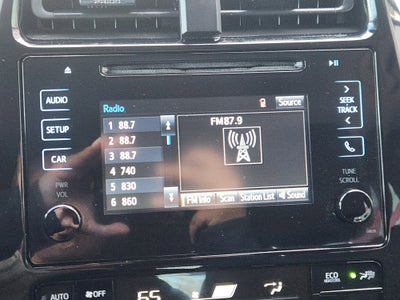 AUDIO
SETUP
CAR
PWR
VOL
Radio
Source
1 88.7
2 88.7
3 88.7
4 740
5 830
6 860
FM87.9
FM Info
Scan
Station List
Sound
SEEK
TRACK
TUNE
SCROLL
AUTO
OFF
65
ECO